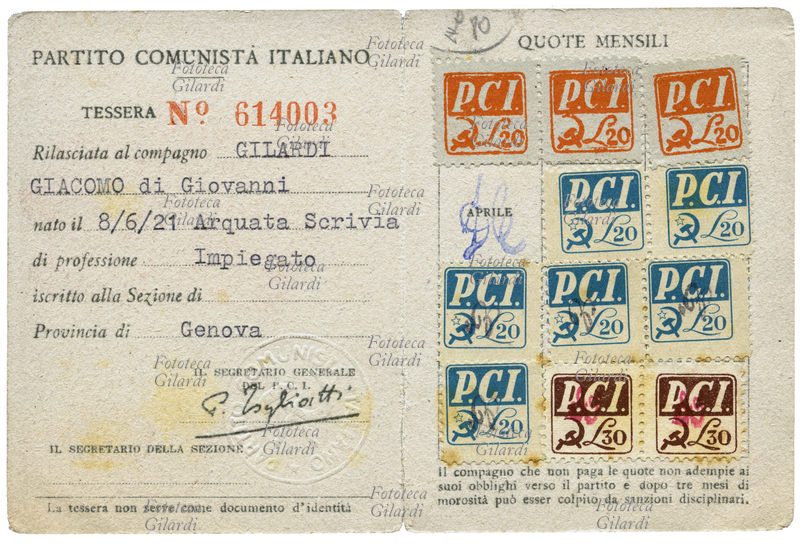 PARTITO COMUNISTA ITALIANO
TESSERA Nº 614003
Rilasciata al compagno GILARDI
GIACOMO di Giovanni
nato il 8/6/21 Arquata Scrivia
di professione Impiegato
iscritto alla Sezione di
Provincia di Genova
IL SEGRETARIO GENERALE
DEL P. C. I.
P. Togliatti
IL SEGRETARIO DELLA SEZIONE
La tessera non serve come documento d'identità
QUOTE MENSILI
P.C.I. L20
P.C.I. L20
P.C.I. L20
APRILE
P.C.I. L20
P.C.I. L20
P.C.I. L20
P.C.I. L20
P.C.I. L20
P.C.I. L20
P.C.I. L30
P.C.I. L30
Il compagno che non paga le quote non adempie ai
suoi obblighi verso il partito e dopo tre mesi di
morosità può esser colpito da sanzioni disciplinari.
Fototeca
Gilardi